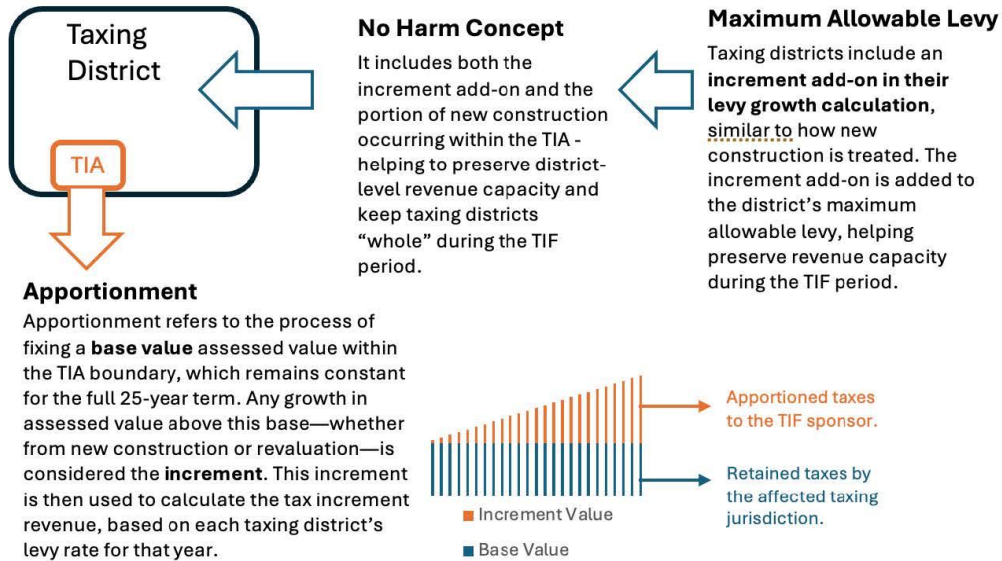 Taxing
District
TIA
No Harm Concept
It includes both the
increment add-on and the
portion of new construction
occurring within the TIA -
helping to preserve district-
level revenue capacity and
keep taxing districts
“whole” during the TIF
period.
Maximum Allowable Levy
Taxing districts include an
increment add-on in their
levy growth calculation,
similar to how new
construction is treated. The
increment add-on is added to
the district’s maximum
allowable levy, helping
preserve revenue capacity
during the TIF period.
Apportionment
Apportionment refers to the process of
fixing a base value assessed value within
the TIA boundary, which remains constant
for the full 25-year term. Any growth in
assessed value above this base—whether
from new construction or revaluation—is
considered the increment. This increment
is then used to calculate the tax increment
revenue, based on each taxing district’s
levy rate for that year.
Apportioned taxes
to the TIF sponsor.
Retained taxes by
the affected taxing
jurisdiction.
Increment Value
Base Value